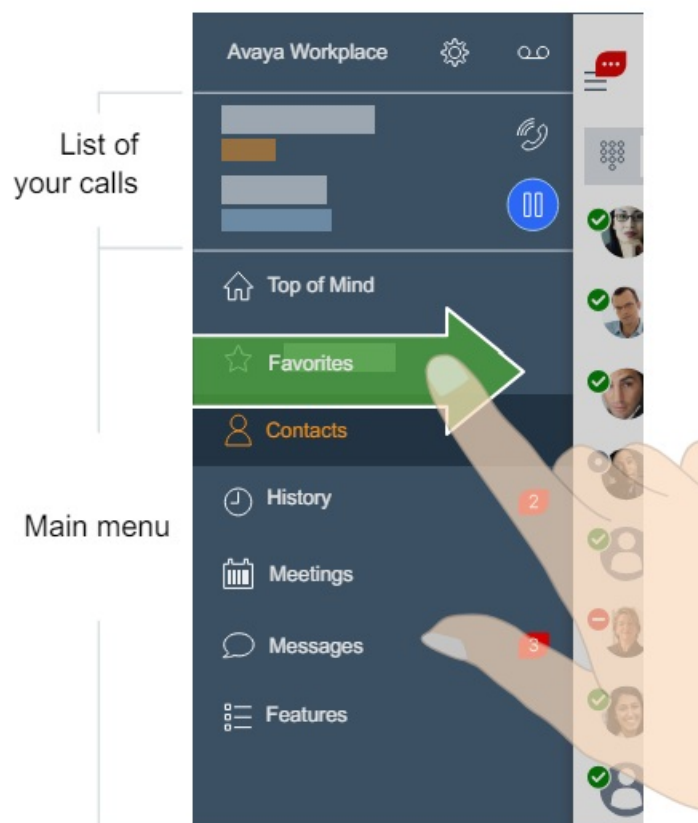 Avaya Workplace
List of
your calls
Top of Mind
Favorites
Contacts
History
2
Main menu
Meetings
Messages
3
Features